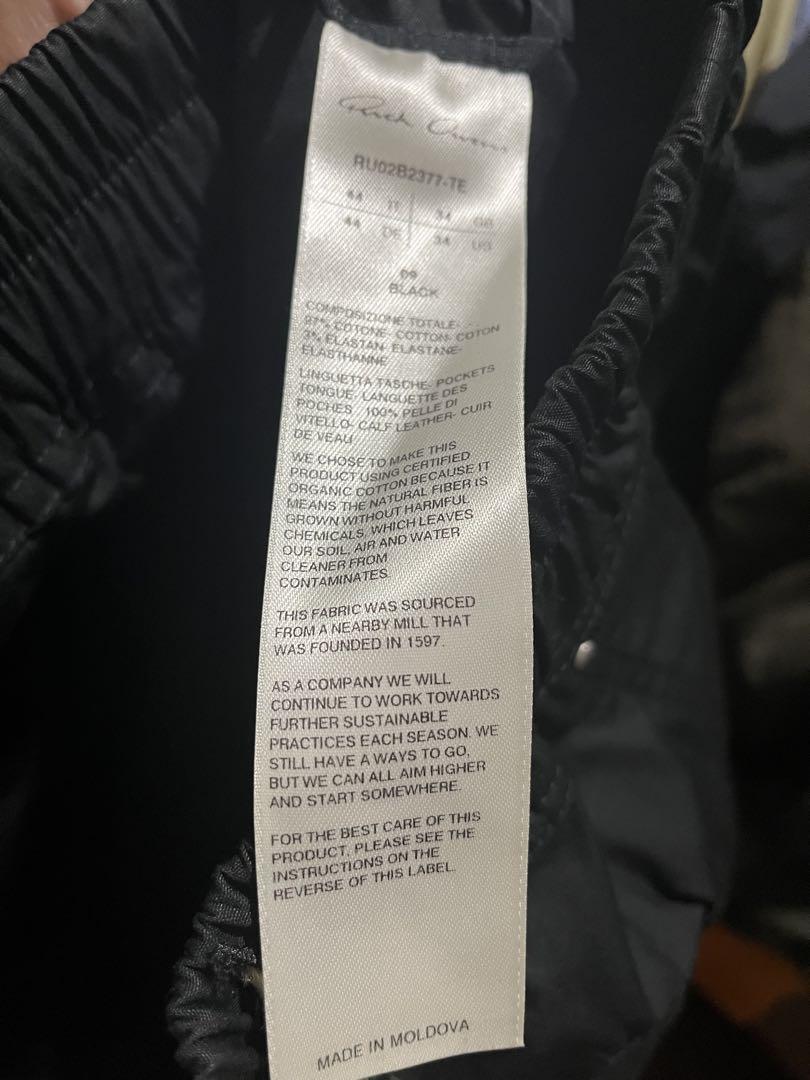 Rick Owens
RU02B2377-TE
44 IT 34 GB
44 DE 34 US
09
BLACK
COMPOSIZIONE TOTALE-
97% COTONE- COTTON- COTON
3% ELASTAN- ELASTANE-
ELASTHANNE
LINGUETTA TASCHE- POCKETS
TONGUE- LANGUETTE DES
POCHES 100% PELLE DI
VITELLO- CALF LEATHER- CUIR
DE VEAU
WE CHOSE TO MAKE THIS
PRODUCT USING CERTIFIED
ORGANIC COTTON BECAUSE IT
MEANS THE NATURAL FIBER IS
GROWN WITHOUT HARMFUL
CHEMICALS, WHICH LEAVES
OUR SOIL, AIR AND WATER
CLEANER FROM
CONTAMINATES.
THIS FABRIC WAS SOURCED
FROM A NEARBY MILL THAT
WAS FOUNDED IN 1597.
AS A COMPANY WE WILL
CONTINUE TO WORK TOWARDS
FURTHER SUSTAINABLE
PRACTICES EACH SEASON. WE
STILL HAVE A WAYS TO GO,
BUT WE CAN ALL AIM HIGHER
AND START SOMEWHERE.
FOR THE BEST CARE OF THIS
PRODUCT, PLEASE SEE THE
INSTRUCTIONS ON THE
REVERSE OF THIS LABEL.
MADE IN MOLDOVA